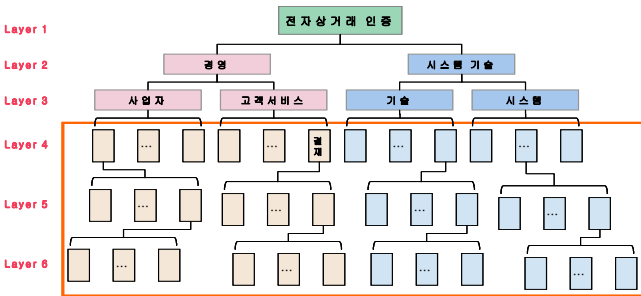 Layer 1
전자상거래 인증
Layer 2
경영
시스템 기술
Layer 3
사업자
고객서비스
기술
시스템
Layer 4
...
...
결재
...
...
Layer 5
...
...
...
...
Layer 6
...
...
...
...